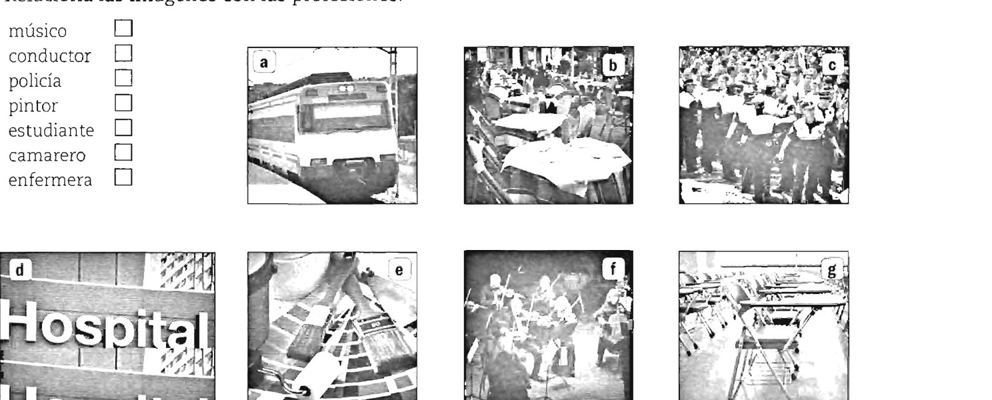 Relaciona las imágenes con las profesiones.
músico
conductor
policía
pintor
estudiante
camarero
enfermera
a
b
c
d
Hospital
e
f
g